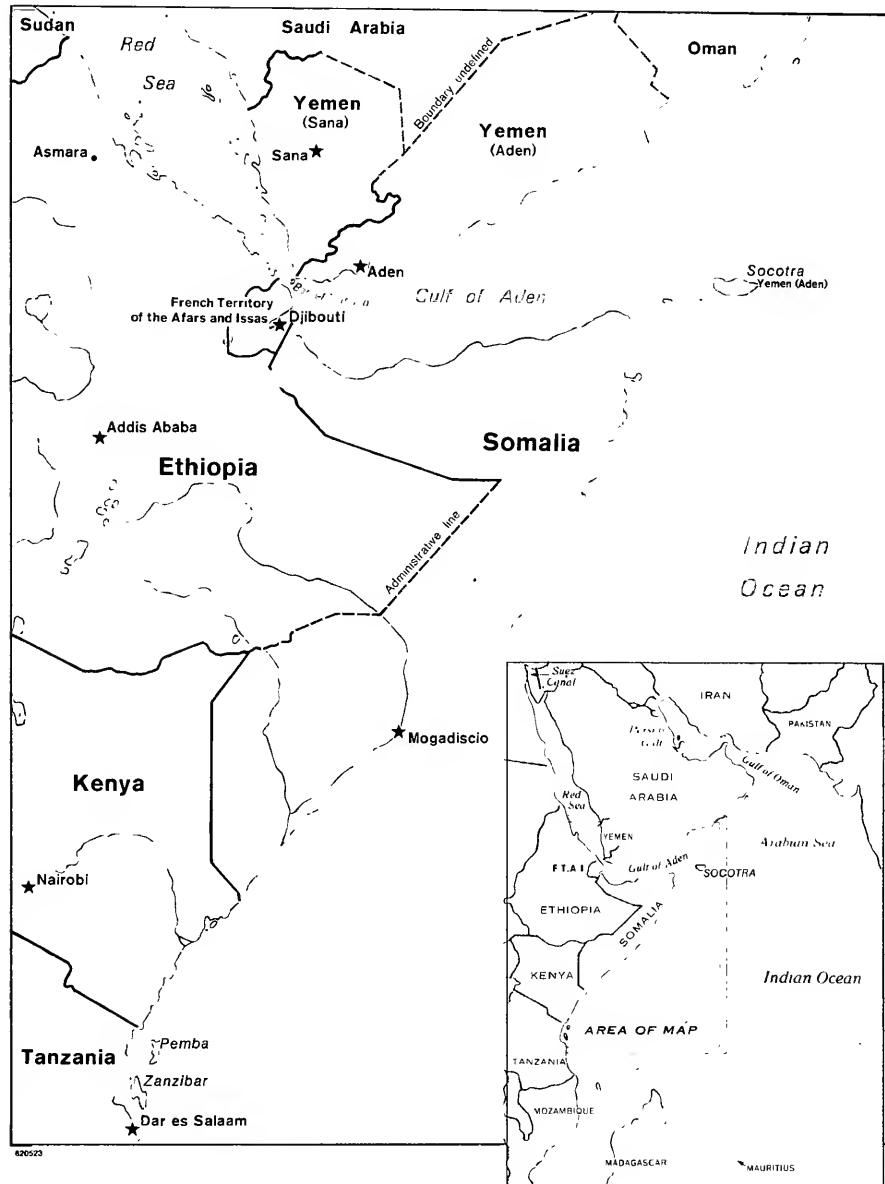 Sudan
Red
Sea
Saudi Arabia
Oman
Yemen
(Sana)
Boundary undefined
Yemen
(Aden)
Asmara
Sana
Aden
Socotra
Yemen (Aden)
Gulf of Aden
French Territory
of the Afars and Issas
Djibouti
Addis Ababa
Ethiopia
Somalia
Administrative line
Indian
Ocean
Mogadiscio
Kenya
Nairobi
Tanzania
Pemba
Zanzibar
Dar es Salaam
620523
Suez
Canal
IRAN
PAKISTAN
Persian
Gulf
Gulf of Oman
SAUDI
ARABIA
Red
Sea
YEMEN
Arabian Sea
F.T.A.I
Gulf of Aden
SOCOTRA
ETHIOPIA
SOMALIA
KENYA
Indian Ocean
AREA OF MAP
TANZANIA
MOZAMBIQUE
MADAGASCAR
MAURITIUS